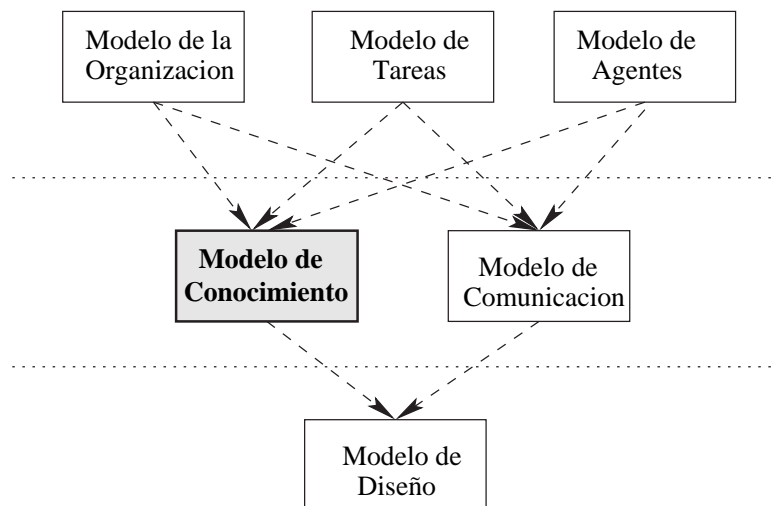 Modelo de la
Organizacion
Modelo de
Tareas
Modelo de
Agentes
Modelo de
Conocimiento
Modelo de
Comunicacion
Modelo de
Diseño